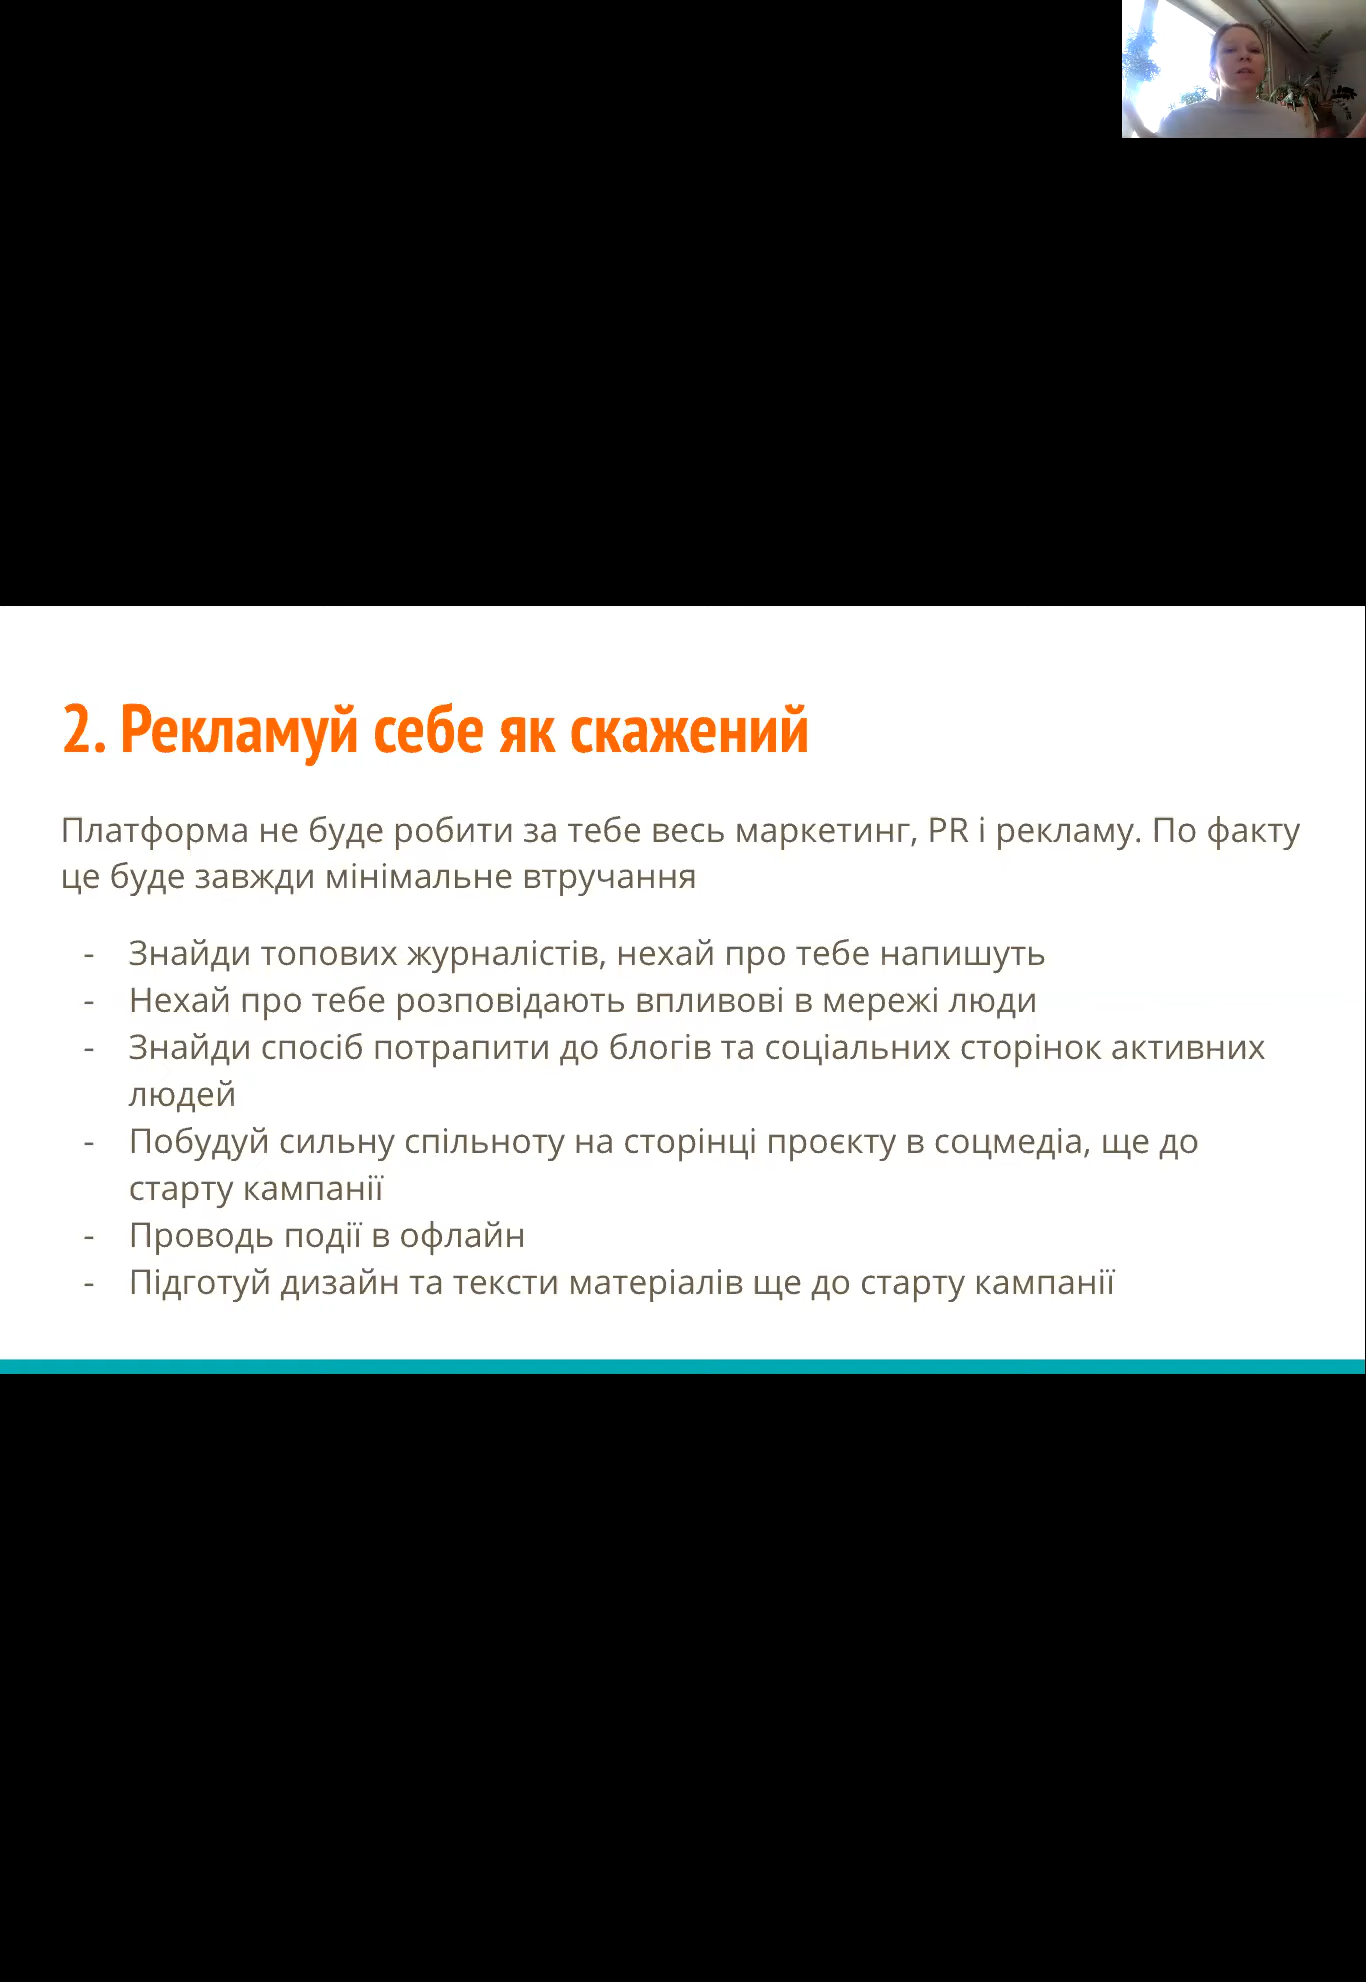 2. Рекламуй себе як скажений
Платформа не буде робити за тебе весь маркетинг, PR і рекламу. По факту
це буде завжди мінімальне втручання
- Знайди топових журналістів, нехай про тебе напишуть
- Нехай про тебе розповідають впливові в мережі люди
- Знайди спосіб потрапити до блогів та соціальних сторінок активних
людей
- Побудуй сильну спільноту на сторінці проєкту в соцмедіа, ще до
старту кампанії
- Проводь події в офлайн
- Підготуй дизайн та тексти матеріалів ще до старту кампанії